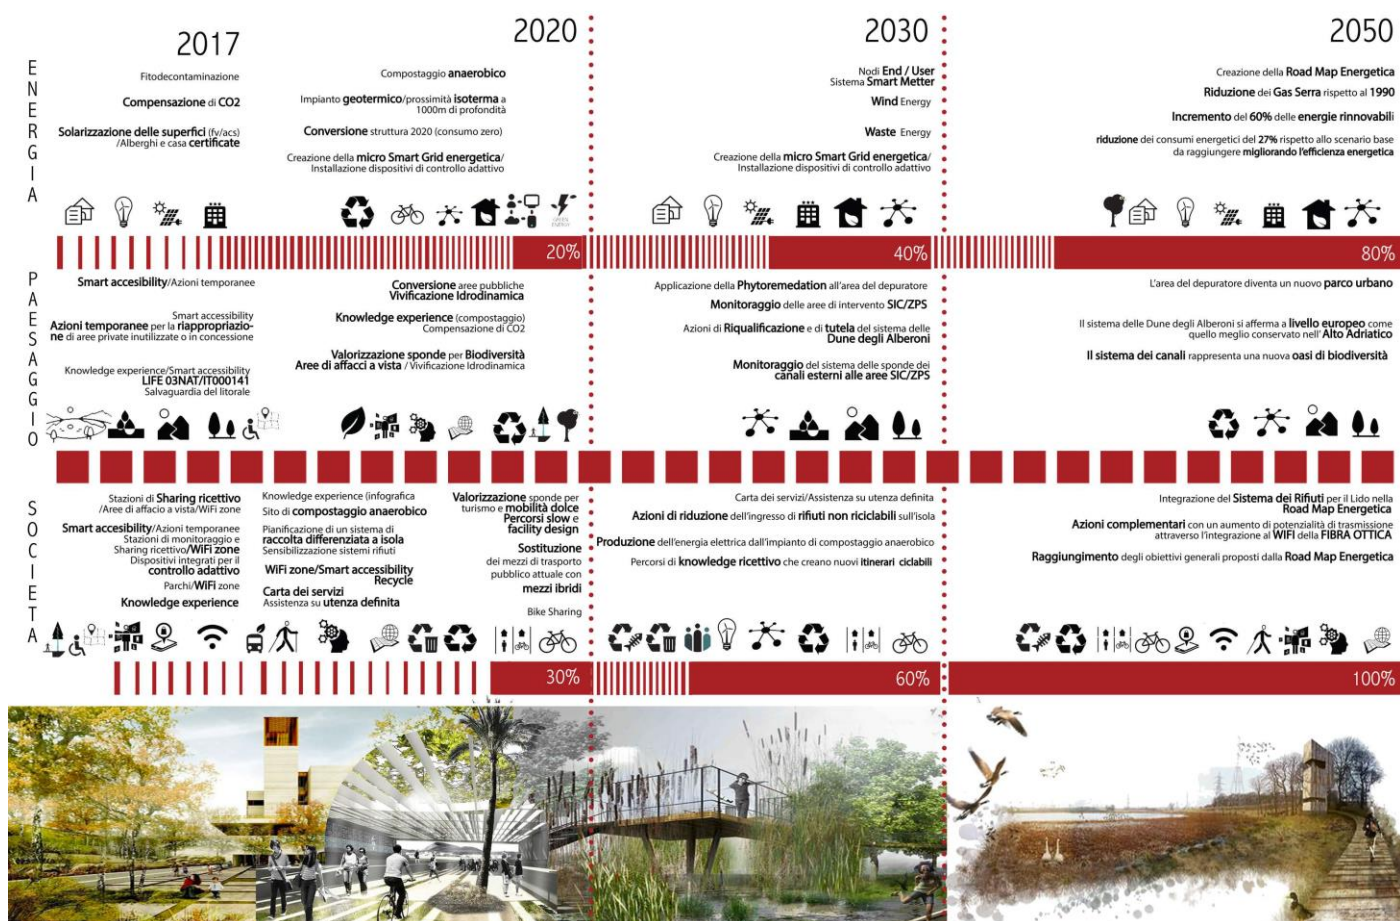 2017
2020
2030
2050
ENERGIA
Fitodecontaminazione
Compensazione di CO2
Solarizzazione delle superfici (fv/acs)
/Alberghi e casa certificate
Compostaggio anaerobico
Impianto geotermico/prossimità isoterma a
1000m di profondità
Conversione struttura 2020 (consumo zero)
Creazione della micro Smart Grid energetica/
Installazione dispositivi di controllo adattivo
GREEN
ENERGY
Nodi End / User
Sistema Smart Metter
Wind Energy
Waste Energy
Creazione della micro Smart Grid energetica/
Installazione dispositivi di controllo adattivo
Creazione della Road Map Energetica
Riduzione dei Gas Serra rispetto al 1990
Incremento del 60% delle energie rinnovabili
riduzione dei consumi energetici del 27% rispetto allo scenario base
da raggiungere migliorando l'efficienza energetica
20%
40%
80%
PAESAGGIO
Smart accesibility/Azioni temporanee
Smart accessibility
Azioni temporanee per la riappropriazio-
ne di aree private inutilizzate o in concessione
Knowledge experience/Smart accessibility
LIFE 03NAT/IT000141
Salvaguardia del litorale
Conversione aree pubbliche
Vivificazione Idrodinamica
Knowledge experience (compostaggio)
Compensazione di CO2
Valorizzazione sponde per Biodiversità
Aree di affacci a vista / Vivificazione Idrodinamica
Applicazione della Phytoremedation all'area del depuratore
Monitoraggio delle aree di intervento SIC/ZPS
Azioni di Riqualificazione e di tutela del sistema delle
Dune degli Alberoni
Monitoraggio del sistema delle sponde dei
canali esterni alle aree SIC/ZPS
L'area del depuratore diventa un nuovo parco urbano
Il sistema delle Dune degli Alberoni si afferma a livello europeo come
quello meglio conservato nell' Alto Adriatico
Il sistema dei canali rappresenta una nuova oasi di biodiversità
SOCIETA
Stazioni di Sharing ricettivo
/Aree di affacio a vista/WiFi zone
Smart accesibility/Azioni temporanee
Stazioni di monitoraggio e
Sharing ricettivo/WiFi zone
Dispositivi integrati per il
controllo adattivo
Parchi/WiFi zone
Knowledge experience
Knowledge experience (infografica
Sito di compostaggio anaerobico
Pianificazione di un sistema di
raccolta differenziata a isola
Sensibilizzazione sistemi rifiuti
WiFi zone/Smart accessibility
Recycle
Carta dei servizi
Assistenza su utenza definita
Valorizzazione sponde per
turismo e mobilità dolce
Percorsi slow e
facility design
Sostituzione
dei mezzi di trasporto
pubblico attuale con
mezzi ibridi
Bike Sharing
Carta dei servizi/Assistenza su utenza definita
Azioni di riduzione dell'ingresso di rifiuti non riciclabili sull'isola
Produzione dell'energia elettrica dall'impianto di compostaggio anaerobico
Percorsi di knowledge ricettivo che creano nuovi itinerari ciclabili
Integrazione del Sistema dei Rifiuti per il Lido nella
Road Map Energetica
Azioni complementari con un aumento di potenzialità di trasmissione
attraverso l'integrazione al WIFI della FIBRA OTTICA
Raggiungimento degli obiettivi generali proposti dalla Road Map Energetica
30%
60%
100%